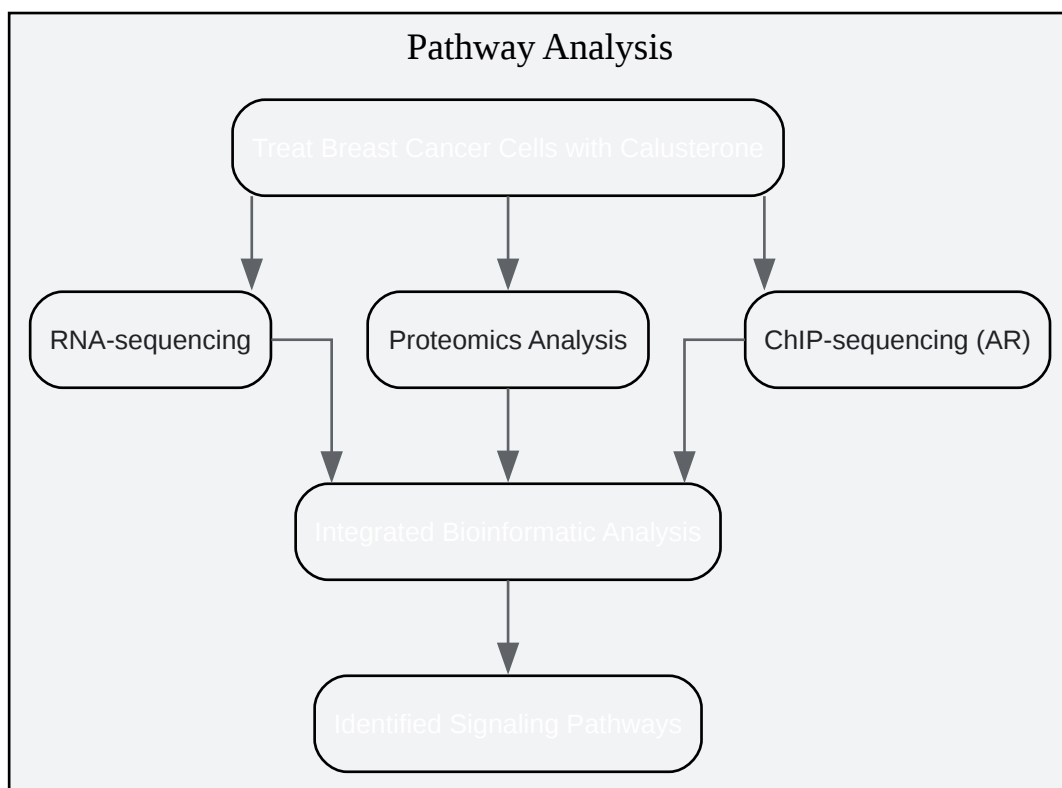 Pathway Analysis
Treat Breast Cancer Cells with Calusterone
RNA-sequencing
Proteomics Analysis
ChIP-sequencing (AR)
Integrated Bioinformatic Analysis
Identified Signaling Pathways